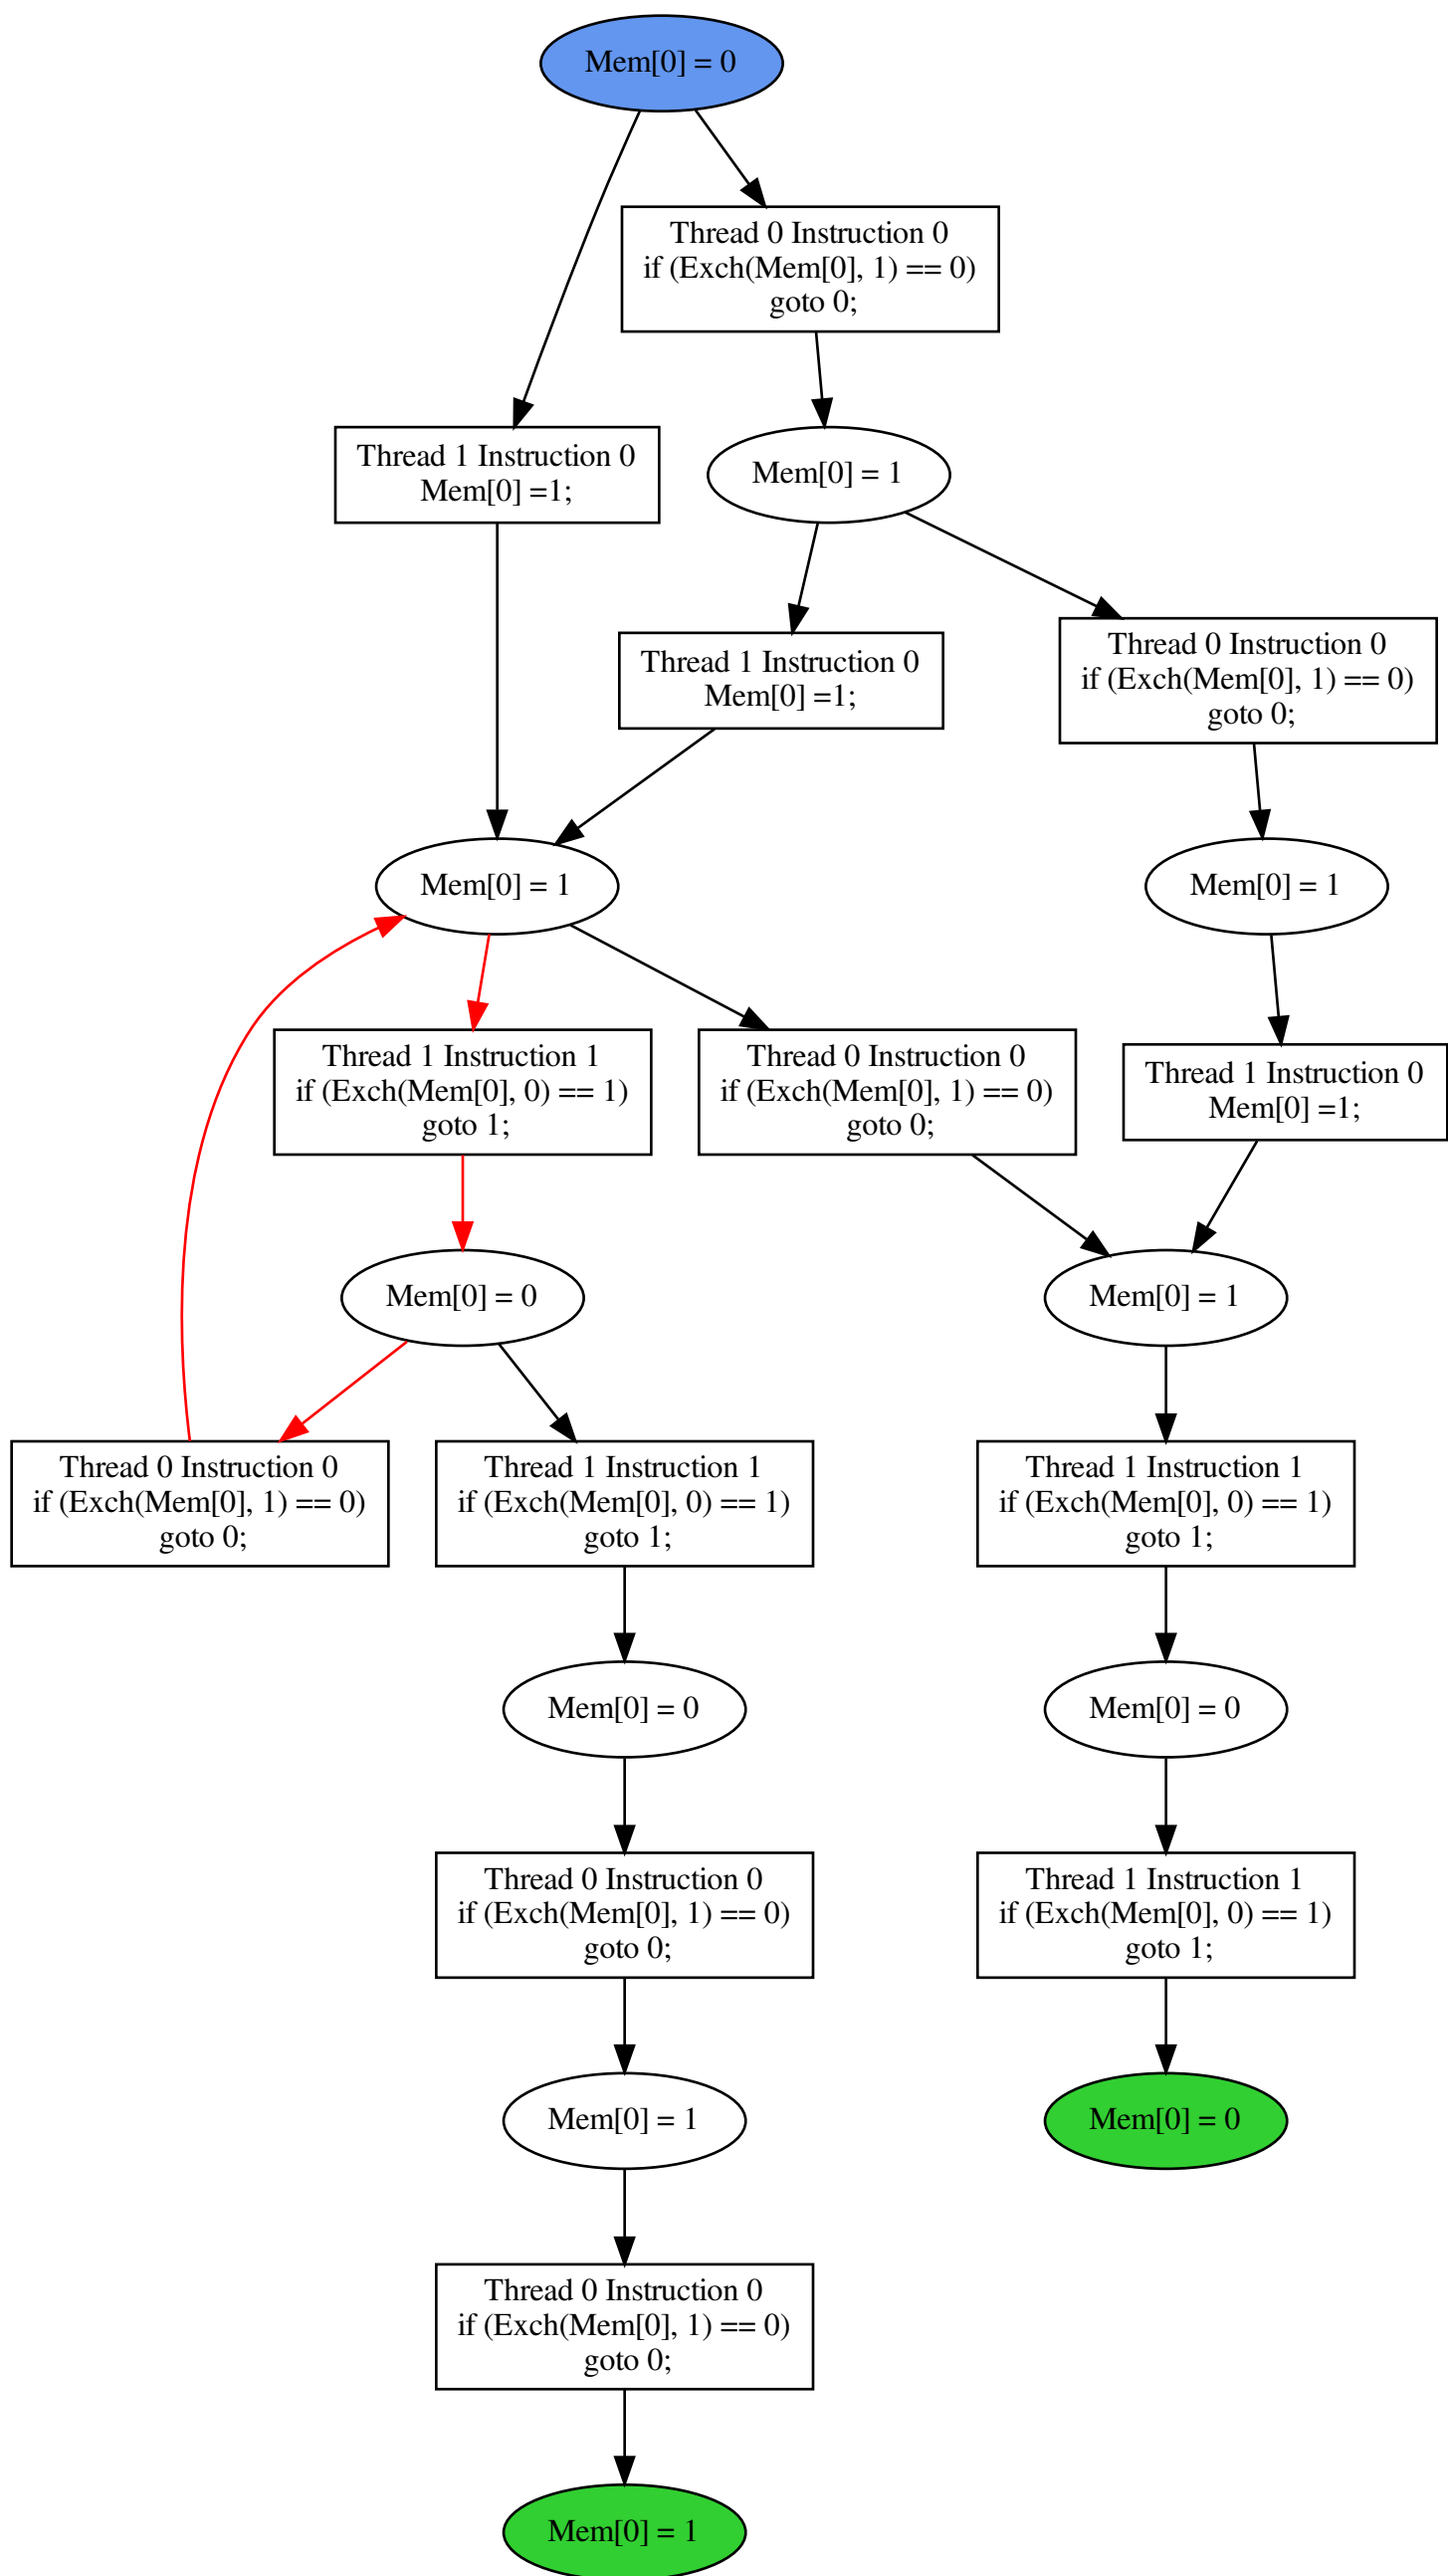 Mem[0] = 0
Thread 0 Instruction 0
if (Exch(Mem[0], 1) == 0)
goto 0;
Thread 1 Instruction 0
Mem[0] =1;
Mem[0] = 1
Thread 1 Instruction 0
Mem[0] =1;
Thread 0 Instruction 0
if (Exch(Mem[0], 1) == 0)
goto 0;
Mem[0] = 1
Mem[0] = 1
Thread 1 Instruction 1
if (Exch(Mem[0], 0) == 1)
goto 1;
Thread 0 Instruction 0
if (Exch(Mem[0], 1) == 0)
goto 0;
Thread 1 Instruction 0
Mem[0] =1;
Mem[0] = 0
Mem[0] = 1
Thread 0 Instruction 0
if (Exch(Mem[0], 1) == 0)
goto 0;
Thread 1 Instruction 1
if (Exch(Mem[0], 0) == 1)
goto 1;
Thread 1 Instruction 1
if (Exch(Mem[0], 0) == 1)
goto 1;
Mem[0] = 0
Mem[0] = 0
Thread 0 Instruction 0
if (Exch(Mem[0], 1) == 0)
goto 0;
Thread 1 Instruction 1
if (Exch(Mem[0], 0) == 1)
goto 1;
Mem[0] = 1
Mem[0] = 0
Thread 0 Instruction 0
if (Exch(Mem[0], 1) == 0)
goto 0;
Mem[0] = 1